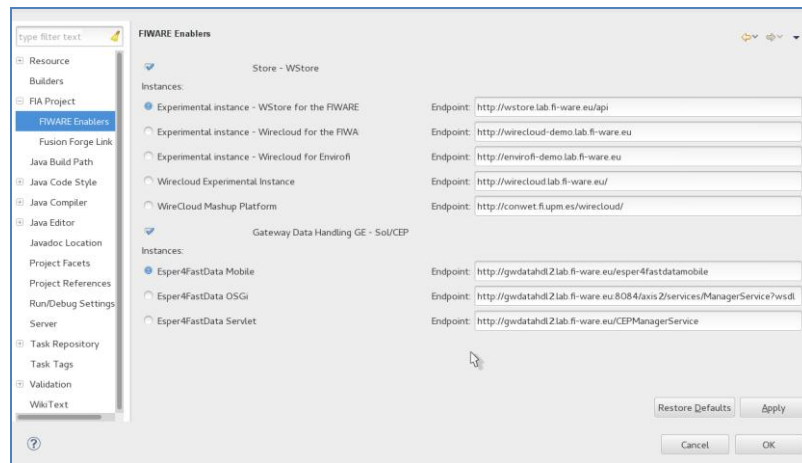 type filter text
Resource
Builders
FIA Project
FIWARE Enablers
Fusion Forge Link
Java Build Path
Java Code Style
Java Compiler
Java Editor
Javadoc Location
Project Facets
Project References
Run/Debug Settings
Server
Task Repository
Task Tags
Validation
WikiText
FIWARE Enablers
Store - WStore
Instances:
Experimental instance - WStore for the FIWARE Endpoint: http://wstore.lab.fi-ware.eu/api
Experimental instance - Wirecloud for the FIWA Endpoint: http://wirecloud-demo.lab.fi-ware.eu
Experimental instance - Wirecloud for Envirofi Endpoint: http://envirofi-demo.lab.fi-ware.eu
Wirecloud Experimental Instance Endpoint: http://wirecloud.lab.fi-ware.eu/
WireCloud Mashup Platform Endpoint: http://conwet.fi.upm.es/wirecloud/
Gateway Data Handling GE - Sol/CEP
Instances:
Esper4FastData Mobile Endpoint: http://gwdatahdl2.lab.fi-ware.eu/esper4fastdatamobile
Esper4FastData OSGi Endpoint: http://gwdatahdl2.lab.fi-ware.eu:8084/axis2/services/ManagerService?wsdl
Esper4FastData Servlet Endpoint: http://gwdatahdl2.lab.fi-ware.eu/CEPManagerService
Restore Defaults Apply
? Cancel OK